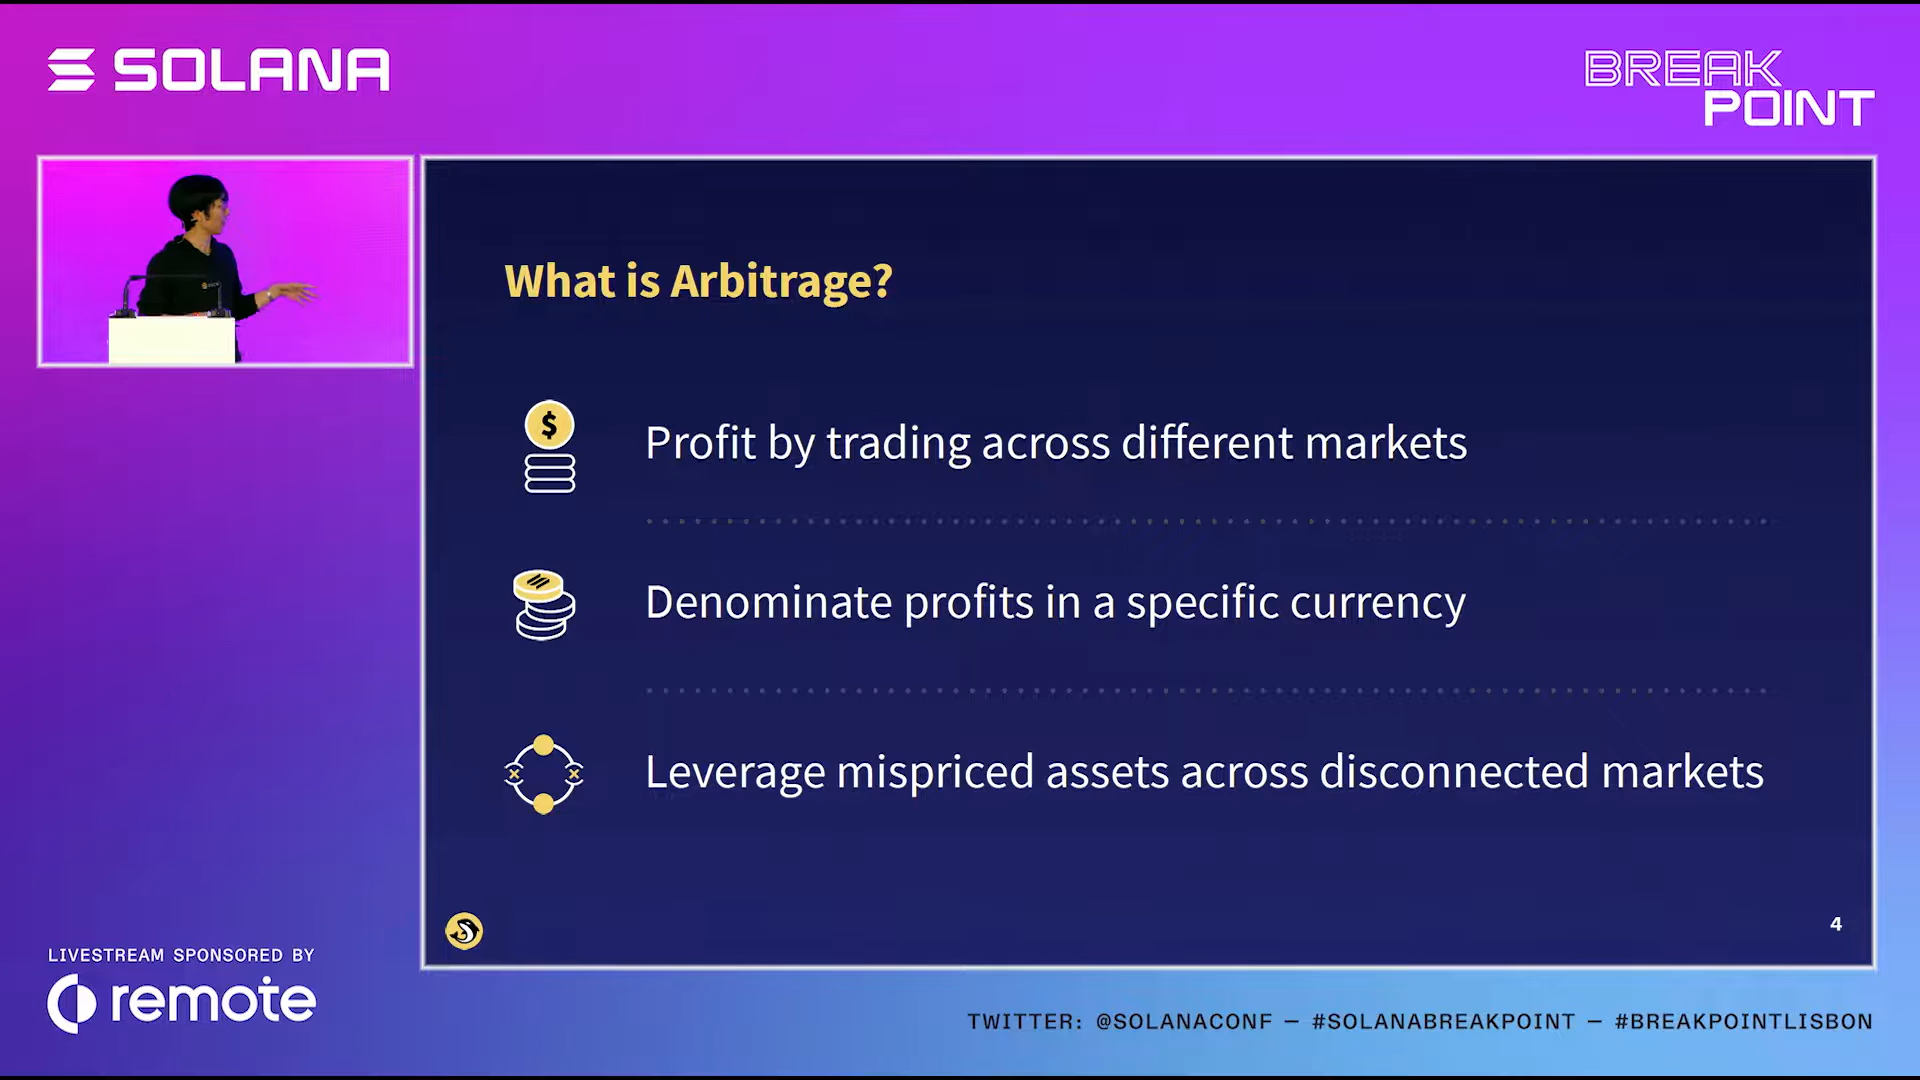 SOLANA
BREAK
POINT
What is Arbitrage?
$
Profit by trading across different markets
Denominate profits in a specific currency
Leverage mispriced assets across disconnected markets
4
LIVESTREAM SPONSORED BY
remote
TWITTER: @SOLANACONF – #SOLANABREAKPOINT – #BREAKPOINTLISBON